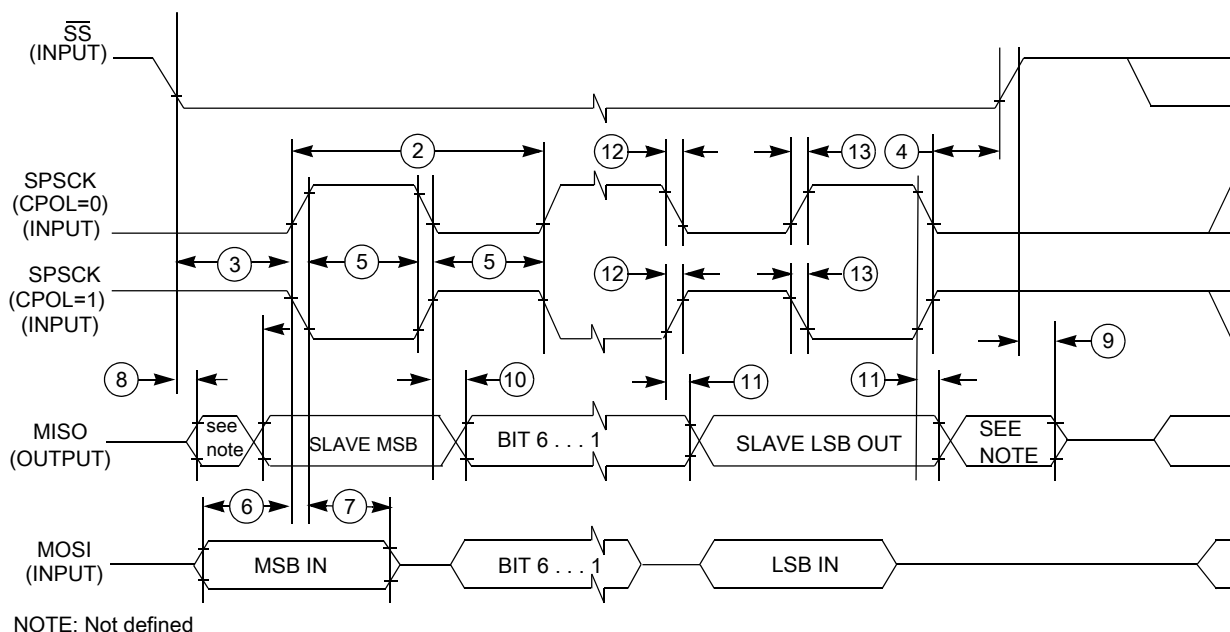 SS
(INPUT)
2
12
13
4
SPSCK
(CPOL=0)
(INPUT)
3
5
5
SPSCK
(CPOL=1)
(INPUT)
12
13
8
10
11
11
9
MISO
(OUTPUT)
see
note
SLAVE MSB
BIT 6 . . . 1
SLAVE LSB OUT
SEE
NOTE
6
7
MOSI
(INPUT)
MSB IN
BIT 6 . . . 1
LSB IN
NOTE: Not defined